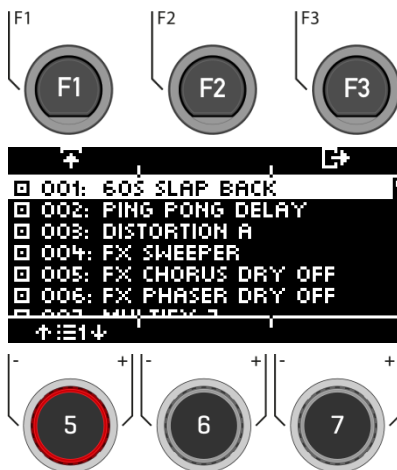 F1 F2 F3
F1 F2 F3
001: 60S SLAP BACK
002: PING PONG DELAY
003: DISTORTION A
004: FX SWEEPER
005: FX CHORUS DRY OFF
006: FX PHASER DRY OFF
1
- + - + -
5 6 7